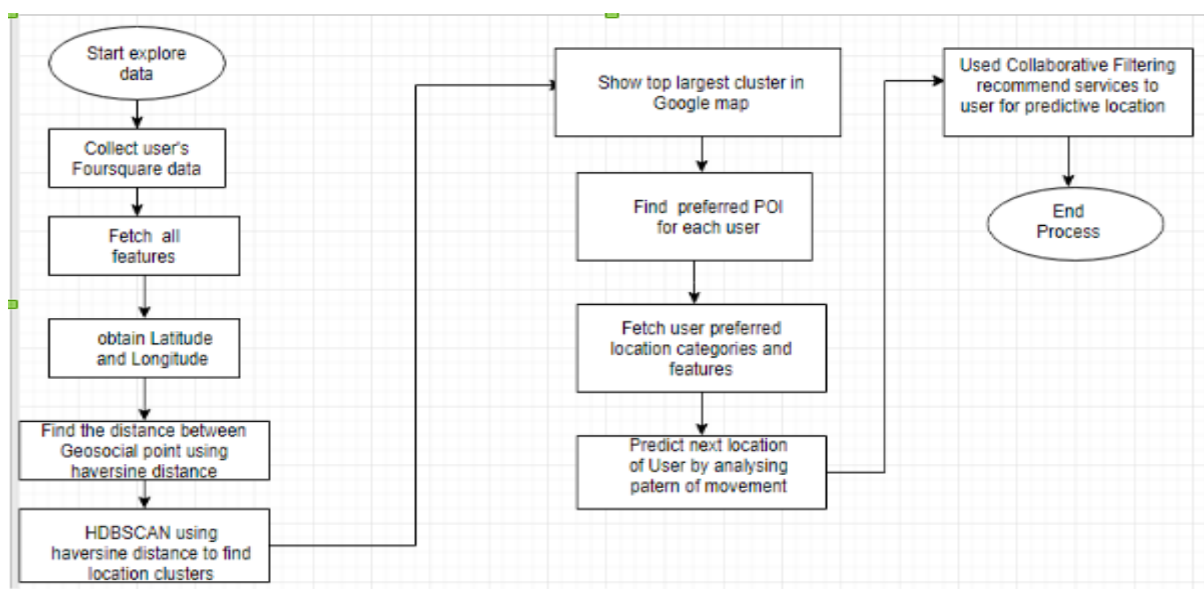 Start explore
data
Collect user's
Foursquare data
Fetch all
features
obtain Latitude
and Longitude
Find the distance between
Geosocial point using
haversine distance
HDBSCAN using
haversine distance to find
location clusters
Show top largest cluster in
Google map
Find preferred POI
for each user
Fetch user preferred
location categories and
features
Predict next location
of User by analysing
patern of movement
Used Collaborative Filtering
recommend services to
user for predictive location
End
Process